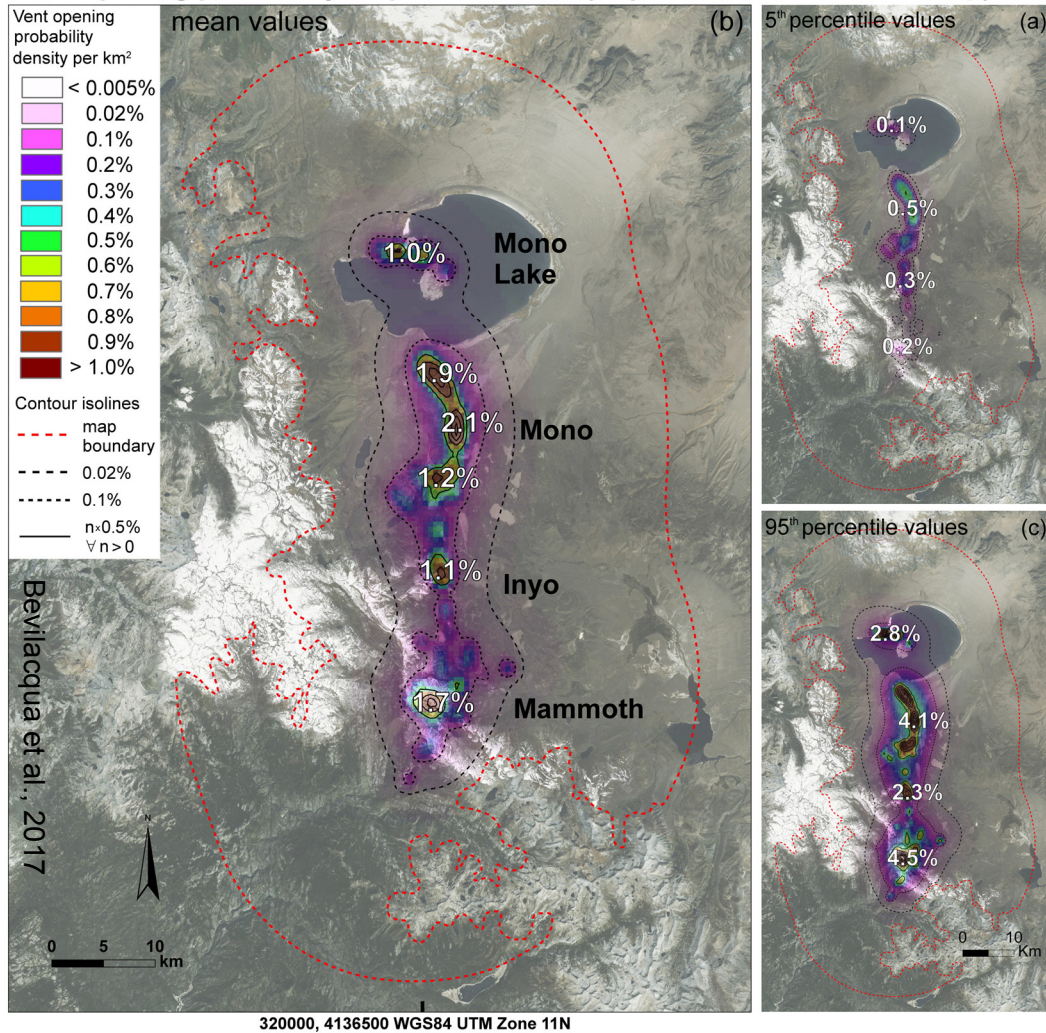 Vent opening
probability
density per km²
< 0.005%
0.02%
0.1%
0.2%
0.3%
0.4%
0.5%
0.6%
0.7%
0.8%
0.9%
> 1.0%
Contour isolines
map
boundary
0.02%
0.1%
n×0.5%
∀ n > 0
Bevilacqua et al., 2017
N
0 5 10
km
mean values (b)
1.0%
Mono
Lake
1.9%
2.1%
Mono
1.2%
1.1%
Inyo
1.7%
Mammoth
320000, 4136500 WGS84 UTM Zone 11N
5th percentile values (a)
0.1%
0.5%
0.3%
0.2%
95th percentile values (c)
2.8%
4.1%
2.3%
4.5%
0 10
Km